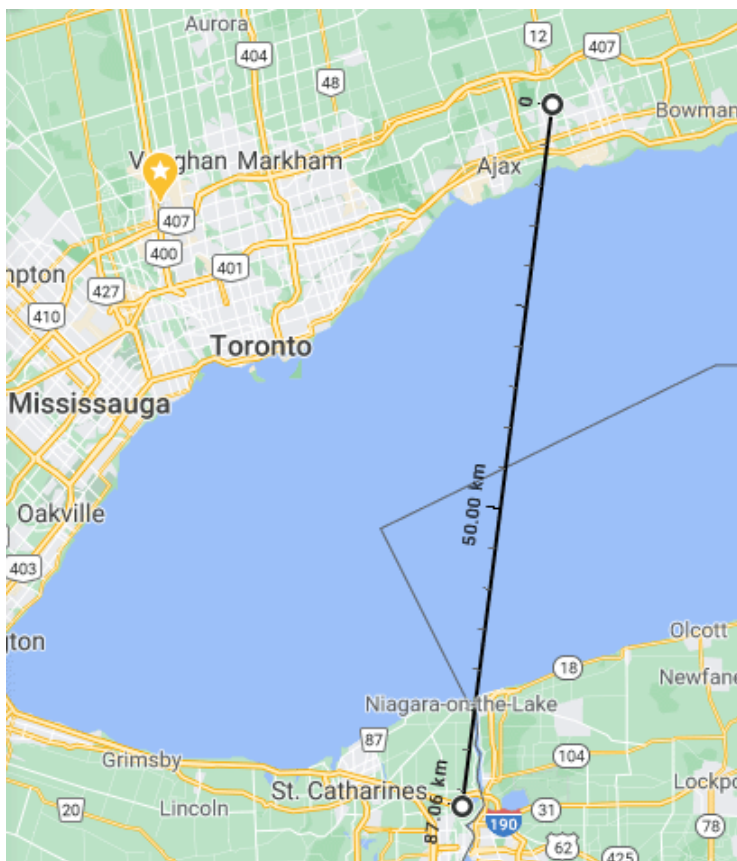 Aurora
404
12
407
48
0
Bowman
Vaughan
Markham
Ajax
407
400
401
mpton
427
410
Toronto
Mississauga
50.00 km
Oakville
403
gton
Olcott
18
Newfane
Niagara-on-the-Lake
87
104
Grimsby
St. Catharines
87.06 km
Lockpo
20
Lincoln
31
190
78
62
425